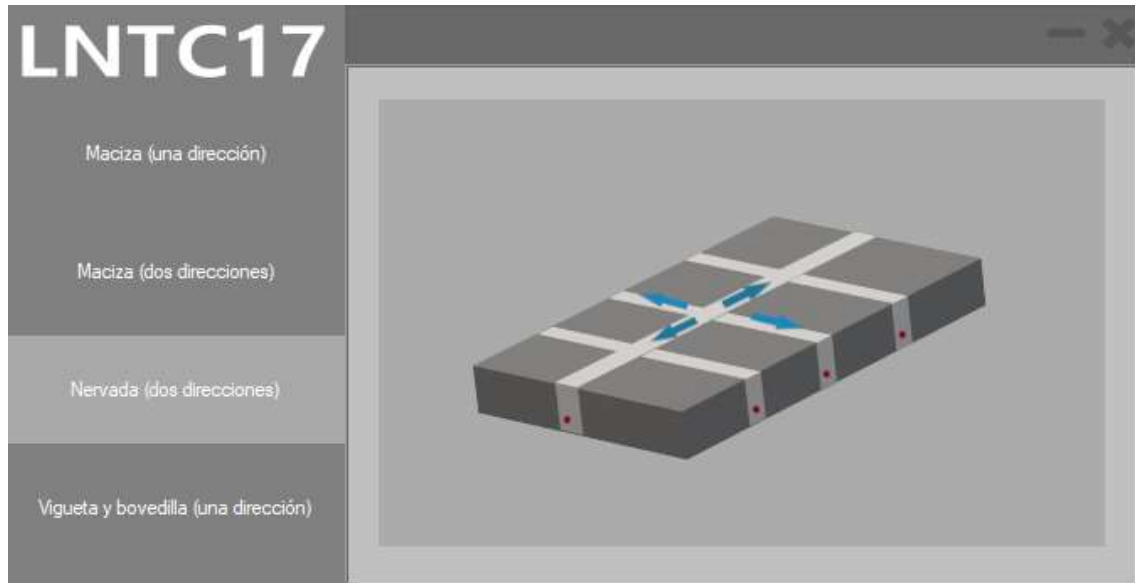 LNTC17
Maciza (una dirección)
Maciza (dos direcciones)
Nervada (dos direcciones)
Vigueta y bovedilla (una dirección)